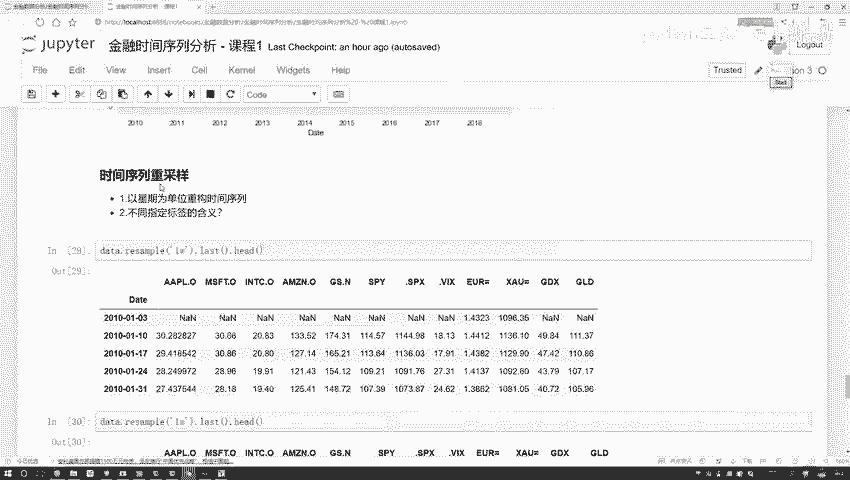 jupyter 金融时间序列分析 - 课程1 Last Checkpoint: an hour ago (autosaved)
Logout
File Edit View Insert Cell Kernel Widgets Help
Trusted
Code
2010 2011 2012 2013 2014 2015 2016 2017 2018
Date
时间序列重采样
1.以星期为单位重构时间序列
2.不同指定标签的含义?
In [29]: data.resample('1w').last().head()
Out[29]:
AAPL.O MSFT.O INTC.O AMZN.O GS.N SPY .SPX .VIX EUR= XAU= GDX GLD
Date
2010-01-03 NaN NaN NaN NaN NaN NaN NaN NaN 1.4323 1096.35 NaN NaN
2010-01-10 30.282827 30.66 20.83 133.52 174.31 114.57 1144.98 18.13 1.4412 1136.10 49.84 111.37
2010-01-17 29.418542 30.86 20.80 127.14 165.21 113.64 1136.03 17.91 1.4382 1129.90 47.42 110.86
2010-01-24 28.249972 28.96 19.91 121.43 154.12 109.21 1091.76 27.31 1.4137 1092.60 43.79 107.17
2010-01-31 27.437544 28.18 19.40 125.41 148.72 107.39 1073.87 24.62 1.3862 1081.05 40.72 105.96
In [30]: data.resample('1m').last().head()
Out[30]:
AAPL.O MSFT.O INTC.O AMZN.O GS.N SPY .SPX .VIX EUR= XAU= GDX GLD